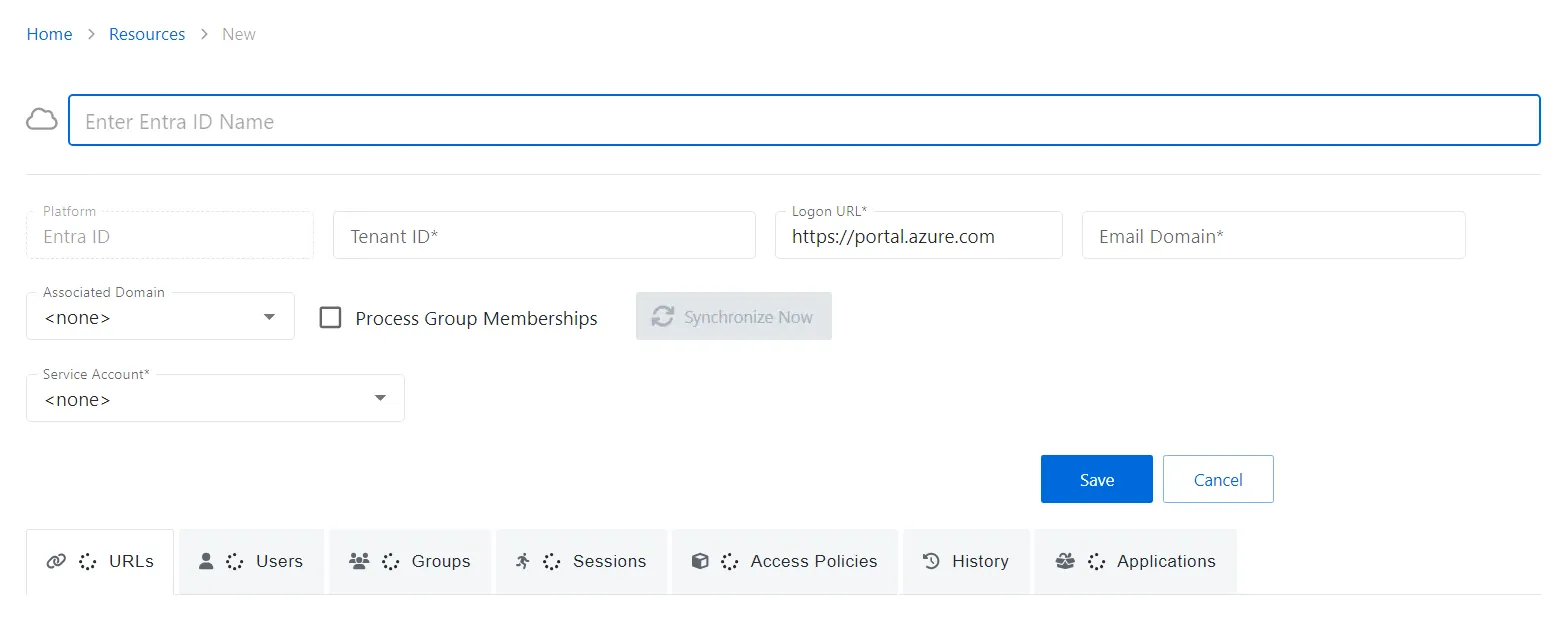 Home > Resources > New
Enter Entra ID Name
Platform
Entra ID
Tenant ID*
Logon URL*
https://portal.azure.com
Email Domain*
Associated Domain
<none>
Process Group Memberships
Synchronize Now
Service Account*
<none>
Save Cancel
URLs Users Groups Sessions Access Policies History Applications